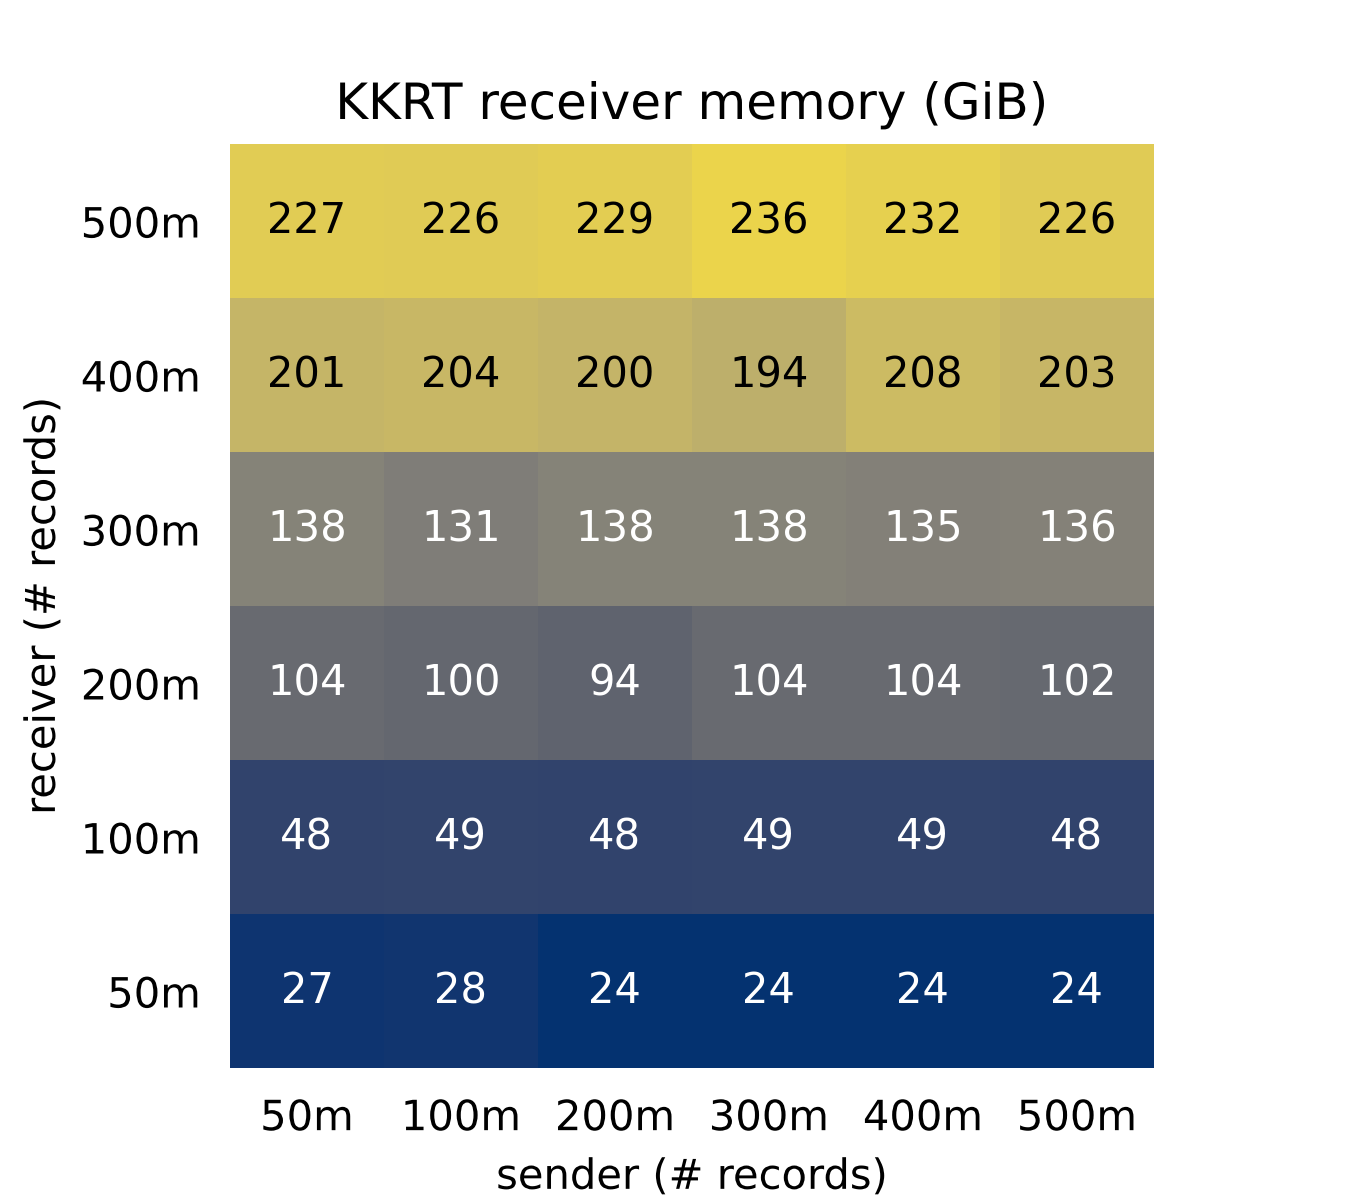 KKRT receiver memory (GiB)
500m 227 226 229 236 232 226
400m 201 204 200 194 208 203
300m 138 131 138 138 135 136
200m 104 100 94 104 104 102
100m 48 49 48 49 49 48
50m 27 28 24 24 24 24
receiver (# records)
50m 100m 200m 300m 400m 500m
sender (# records)